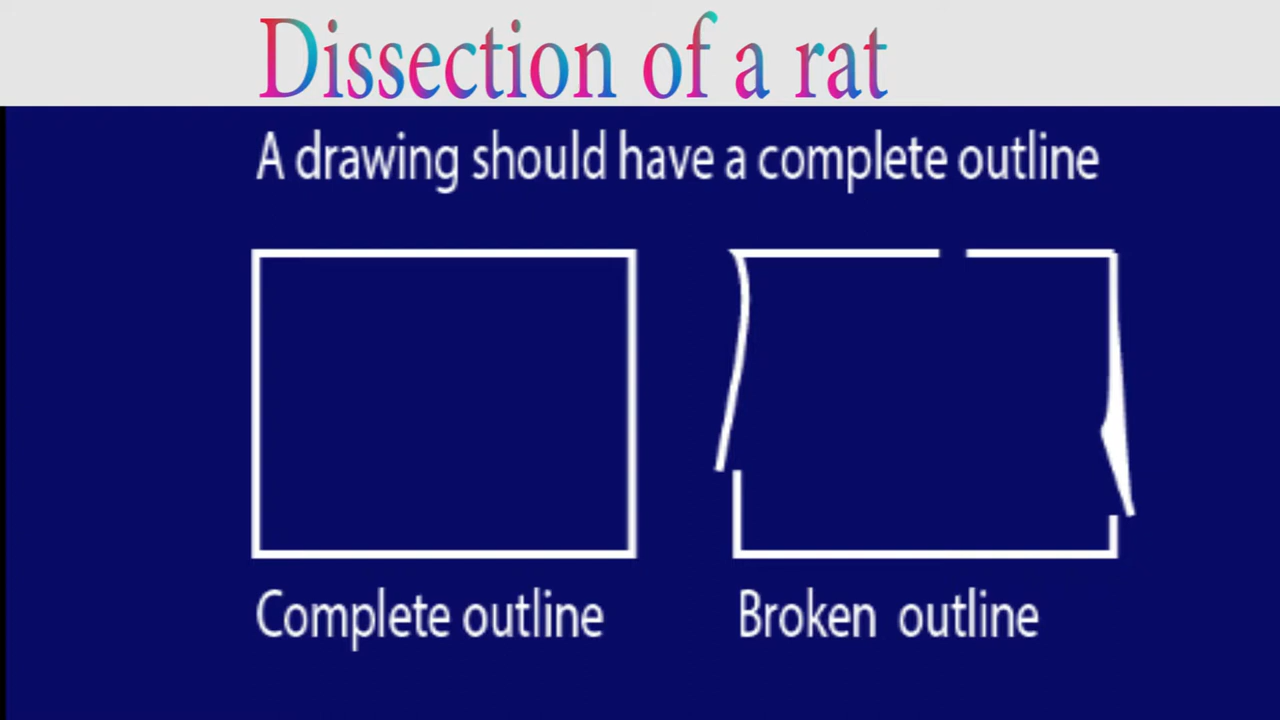 Dissection of a rat
A drawing should have a complete outline
Complete outline
Broken outline